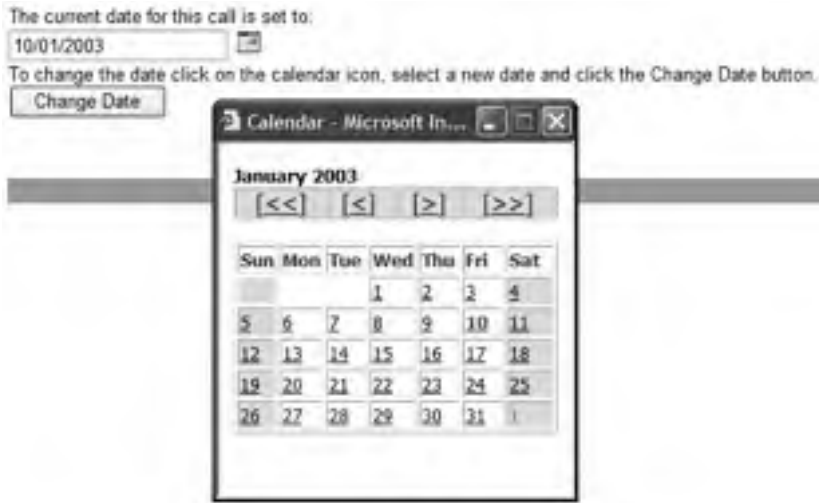 The current date for this call is set to:
10/01/2003
To change the date click on the calendar icon, select a new date and click the Change Date button.
Change Date
Calendar - Microsoft In...
January 2003
[<<] [<] [>] [>>]
Sun Mon Tue Wed Thu Fri Sat
1 2 3 4
5 6 7 8 9 10 11
12 13 14 15 16 17 18
19 20 21 22 23 24 25
26 27 28 29 30 31